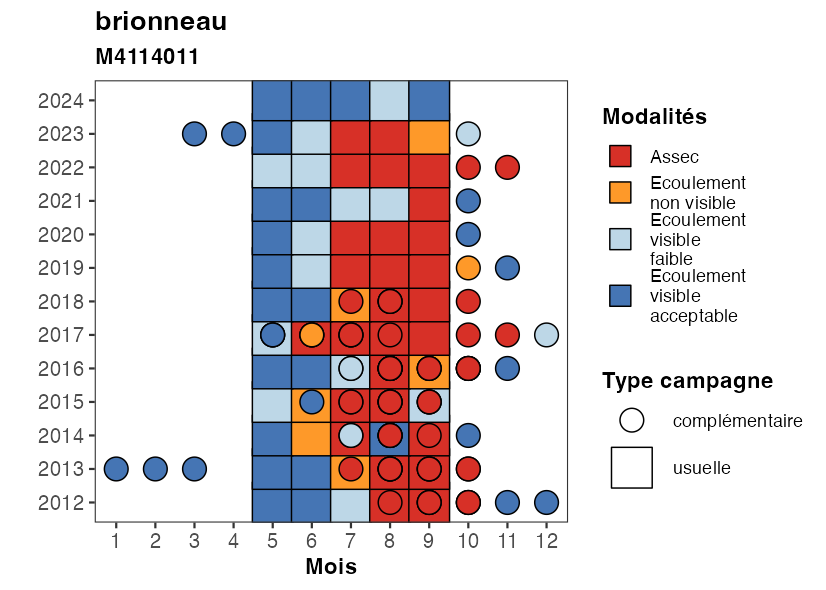 brionneau
M4114011
2024
2023
2022
2021
2020
2019
2018
2017
2016
2015
2014
2013
2012
1 2 3 4 5 6 7 8 9 10 11 12
Mois
Modalités
Assec
Ecoulement
non visible
Ecoulement
visible
faible
Ecoulement
visible
acceptable
Type campagne
complémentaire
usuelle